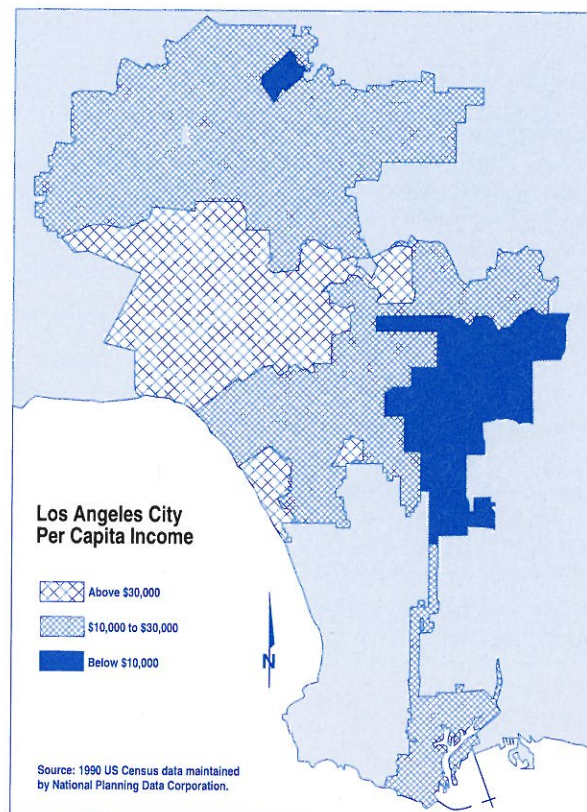 Los Angeles City
Per Capita Income
Above $30,000
$10,000 to $30,000
Below $10,000
N
Source: 1990 US Census data maintained
by National Planning Data Corporation.